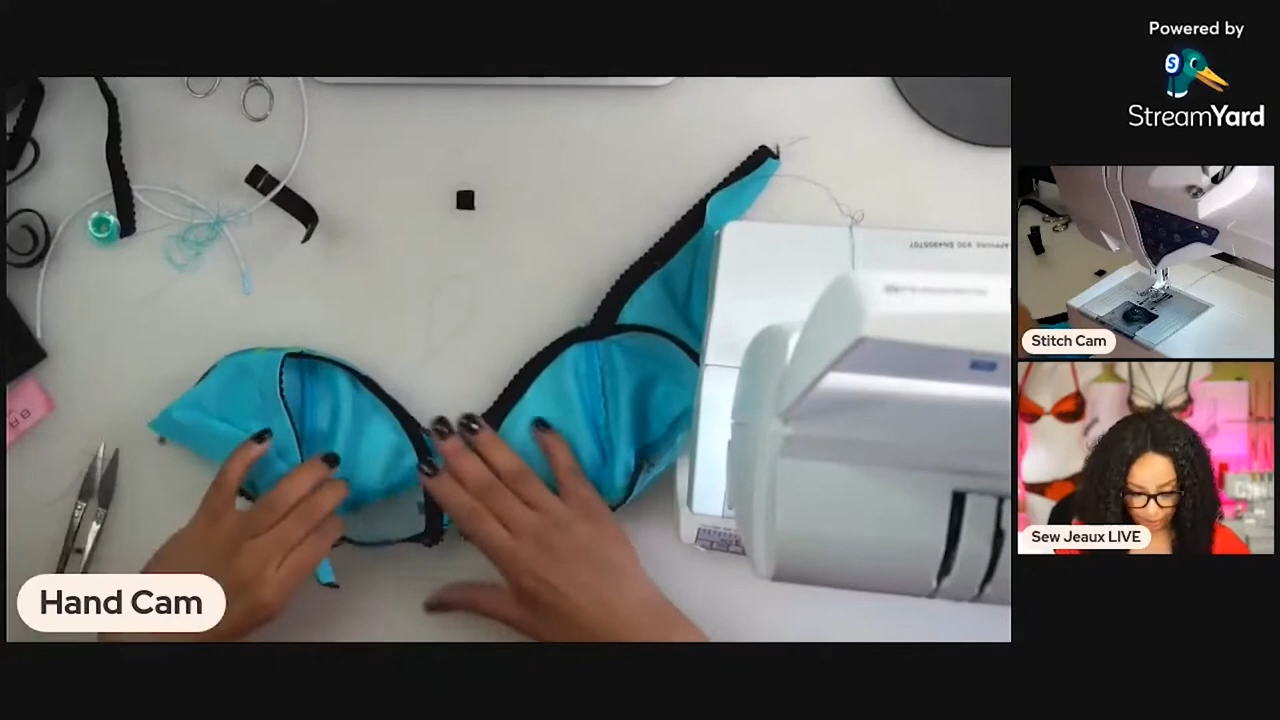 Powered by
S
StreamYard
Stitch Cam
Sew Jeaux LIVE
Hand Cam